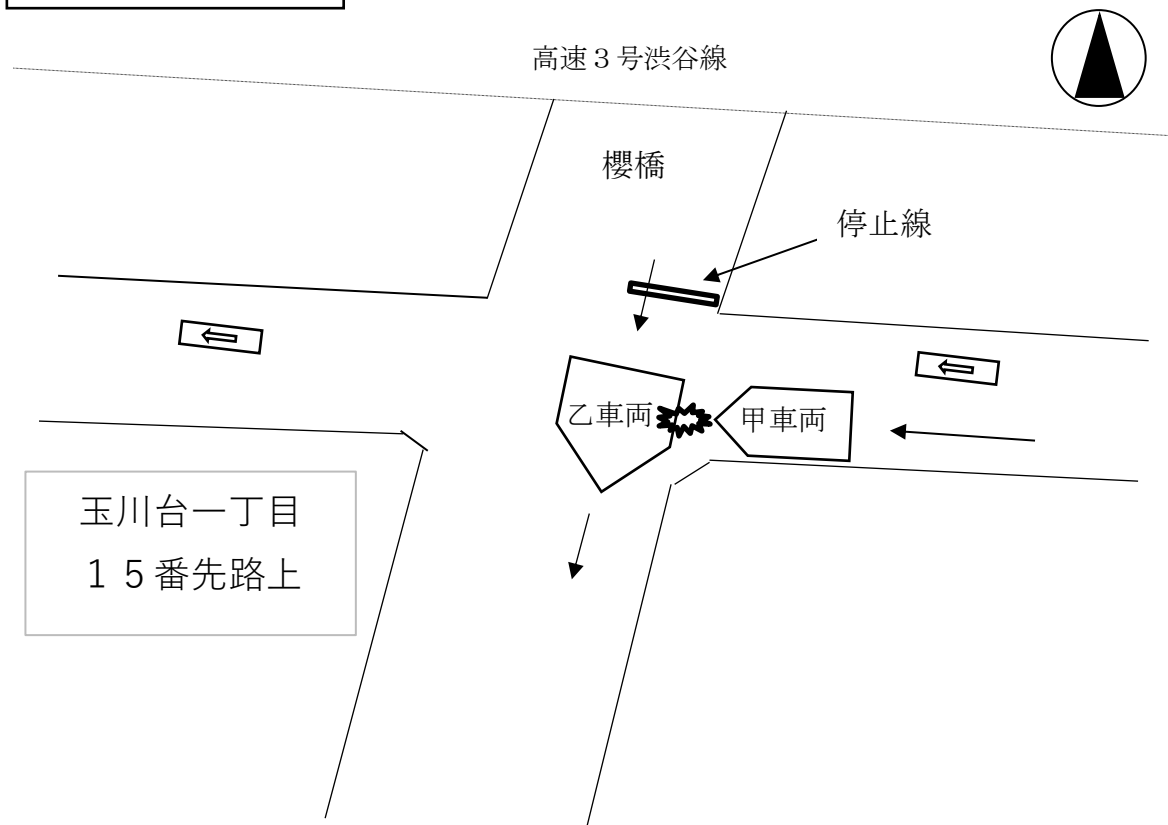 高速３号渋谷線
櫻橋
停止線
乙車両
甲車両
玉川台一丁目
１５番先路上